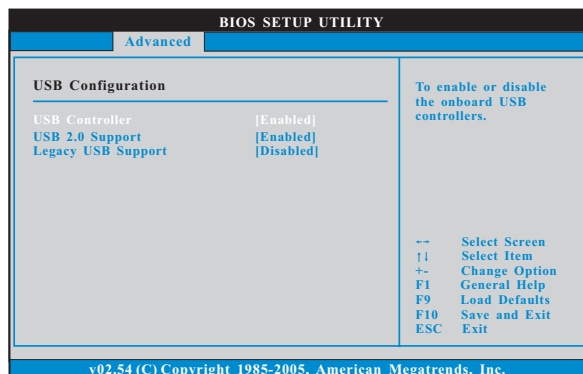 BIOS SETUP UTILITY
Advanced
USB Configuration
USB Controller [Enabled]
USB 2.0 Support [Enabled]
Legacy USB Support [Disabled]
To enable or disable
the onboard USB
controllers.
←→ Select Screen
↑↓ Select Item
+- Change Option
F1 General Help
F9 Load Defaults
F10 Save and Exit
ESC Exit
v02.54 (C) Copyright 1985-2005, American Megatrends, Inc.